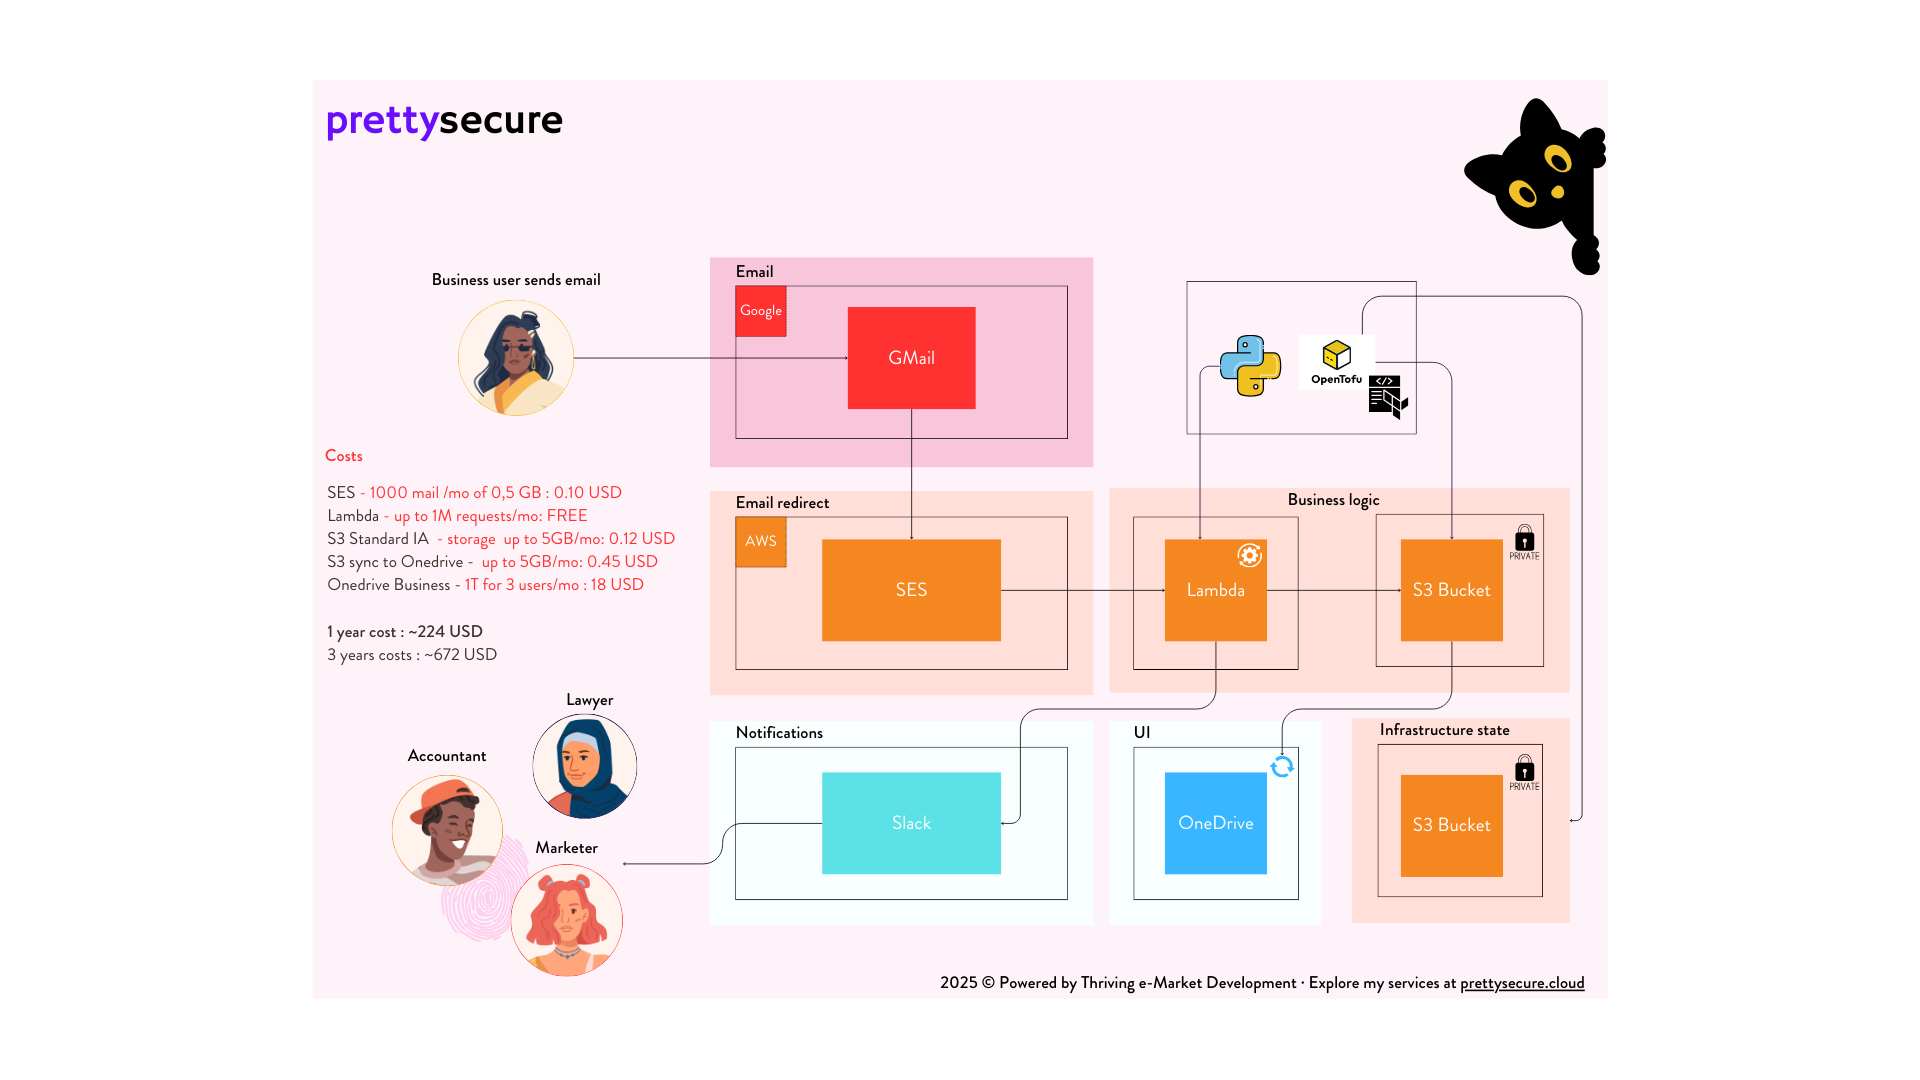 prettysecure
Business user sends email
Email
Google
GMail
</>
OpenTofu
Costs
SES - 1000 mail /mo of 0,5 GB : 0.10 USD
Lambda - up to 1M requests/mo: FREE
S3 Standard IA - storage up to 5GB/mo: 0.12 USD
S3 sync to Onedrive - up to 5GB/mo: 0.45 USD
Onedrive Business - 1T for 3 users/mo : 18 USD
1 year cost : ~224 USD
3 years costs : ~672 USD
Email redirect
AWS
SES
Business logic
Lambda
S3 Bucket
PRIVATE
Lawyer
Accountant
Marketer
Notifications
Slack
UI
OneDrive
Infrastructure state
S3 Bucket
PRIVATE
2025 © Powered by Thriving e-Market Development · Explore my services at prettysecure.cloud